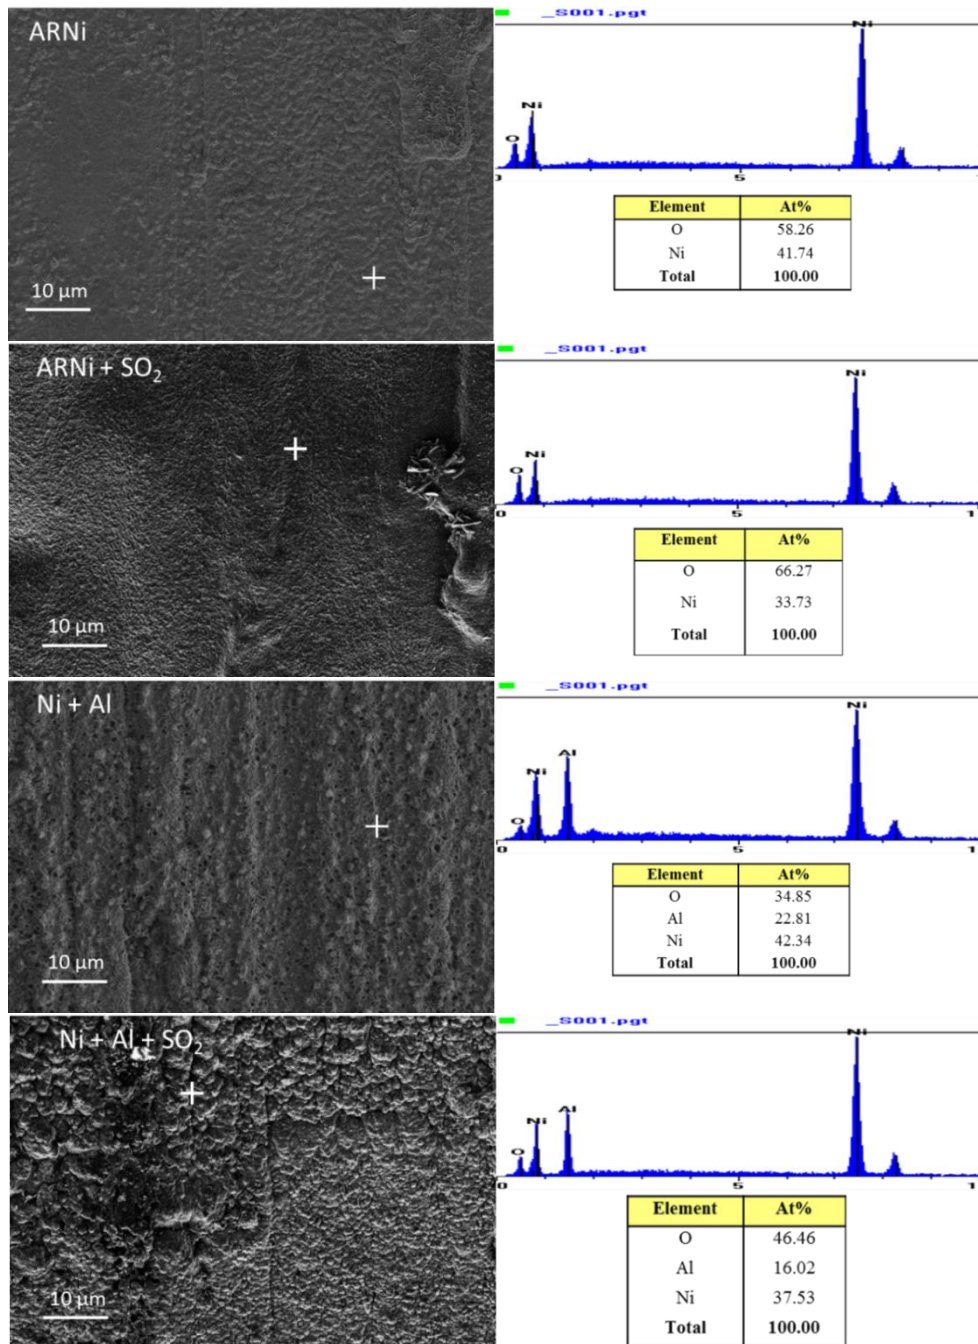 ARNi
10 µm
_S001.pgt
O
Ni
Ni
5
Element At%
O 58.26
Ni 41.74
Total 100.00
ARNi + SO₂
10 µm
_S001.pgt
O
Ni
Ni
0 5 1
Element At%
O 66.27
Ni 33.73
Total 100.00
Ni + Al
10 µm
_S001.pgt
O
Ni
Al
Ni
0 5 1
Element At%
O 34.85
Al 22.81
Ni 42.34
Total 100.00
Ni + Al + SO₂
10 µm
_S001.pgt
O
Ni
Al
Ni
0 5 1
Element At%
O 46.46
Al 16.02
Ni 37.53
Total 100.00